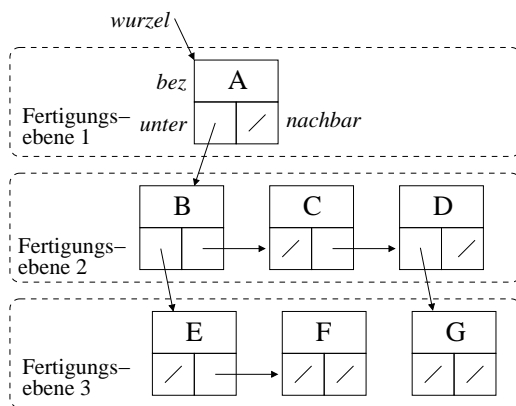 wurzel
bez
A
Fertigungs–
ebene 1
unter
nachbar
B
C
D
Fertigungs–
ebene 2
E
F
G
Fertigungs–
ebene 3